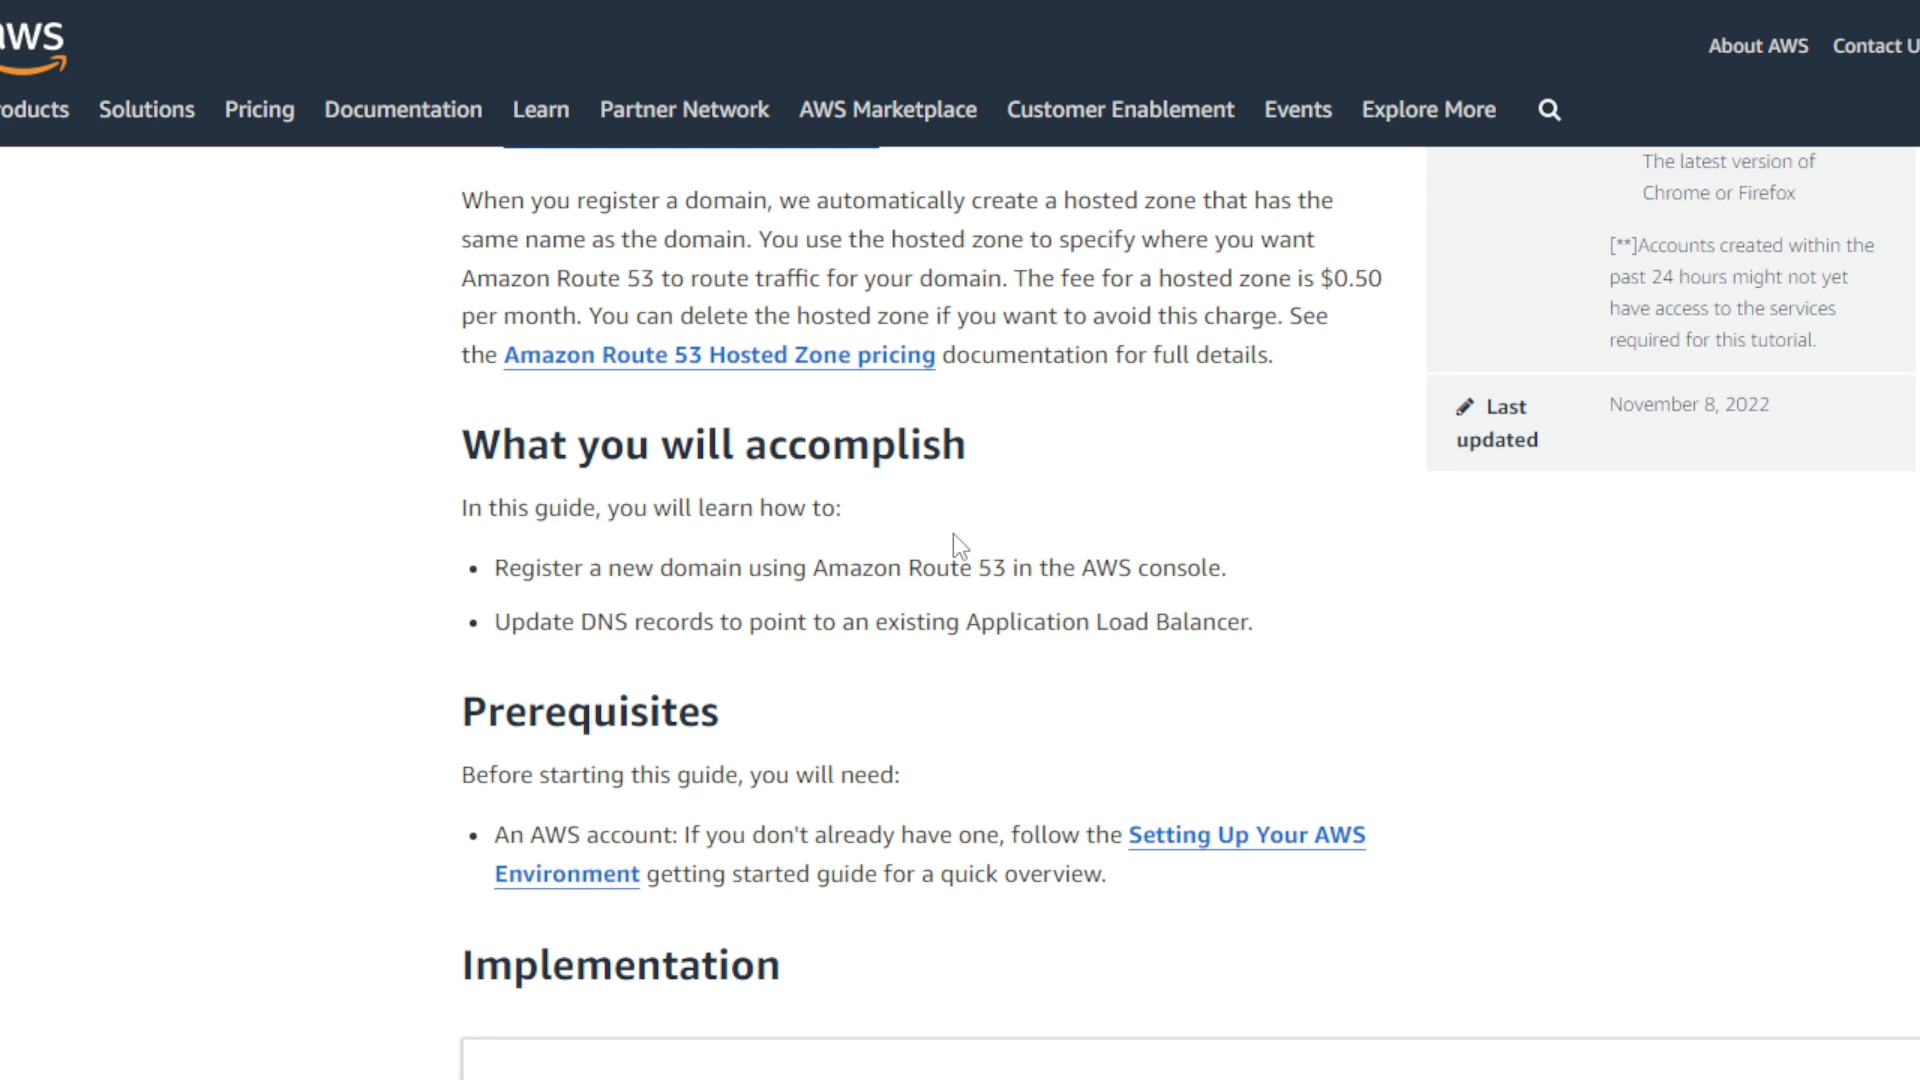 aws
About AWS Contact U
roducts Solutions Pricing Documentation Learn Partner Network AWS Marketplace Customer Enablement Events Explore More
When you register a domain, we automatically create a hosted zone that has the
same name as the domain. You use the hosted zone to specify where you want
Amazon Route 53 to route traffic for your domain. The fee for a hosted zone is $0.50
per month. You can delete the hosted zone if you want to avoid this charge. See
the Amazon Route 53 Hosted Zone pricing documentation for full details.
What you will accomplish
In this guide, you will learn how to:
• Register a new domain using Amazon Route 53 in the AWS console.
• Update DNS records to point to an existing Application Load Balancer.
Prerequisites
Before starting this guide, you will need:
• An AWS account: If you don't already have one, follow the Setting Up Your AWS
Environment getting started guide for a quick overview.
Implementation
The latest version of
Chrome or Firefox
[**]Accounts created within the
past 24 hours might not yet
have access to the services
required for this tutorial.
Last
updated
November 8, 2022